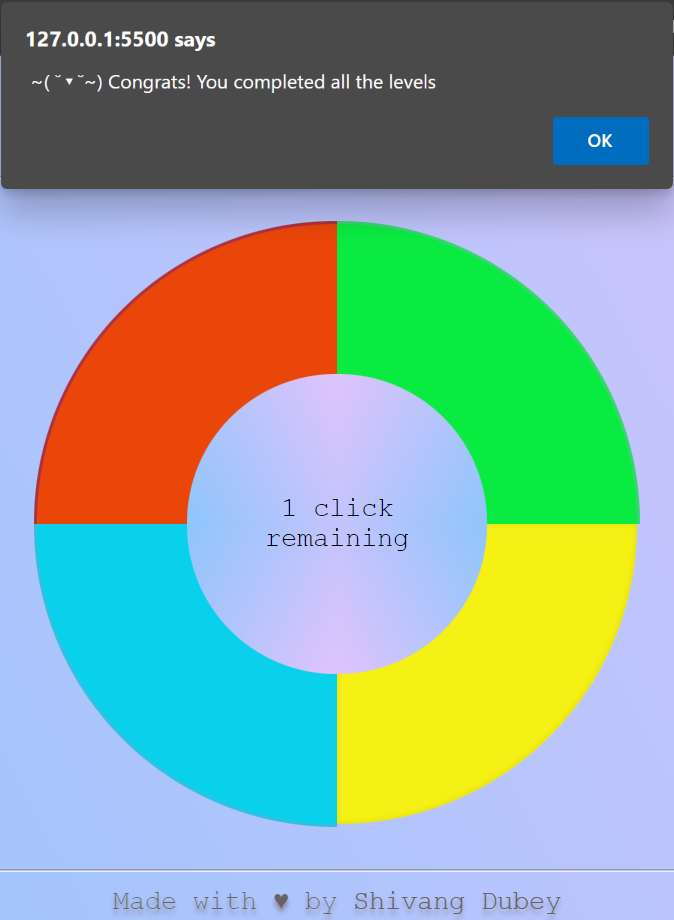 127.0.0.1:5500 says
~(˘▾˘~) Congrats! You completed all the levels
OK
1 click
remaining
Made with ♥ by Shivang Dubey